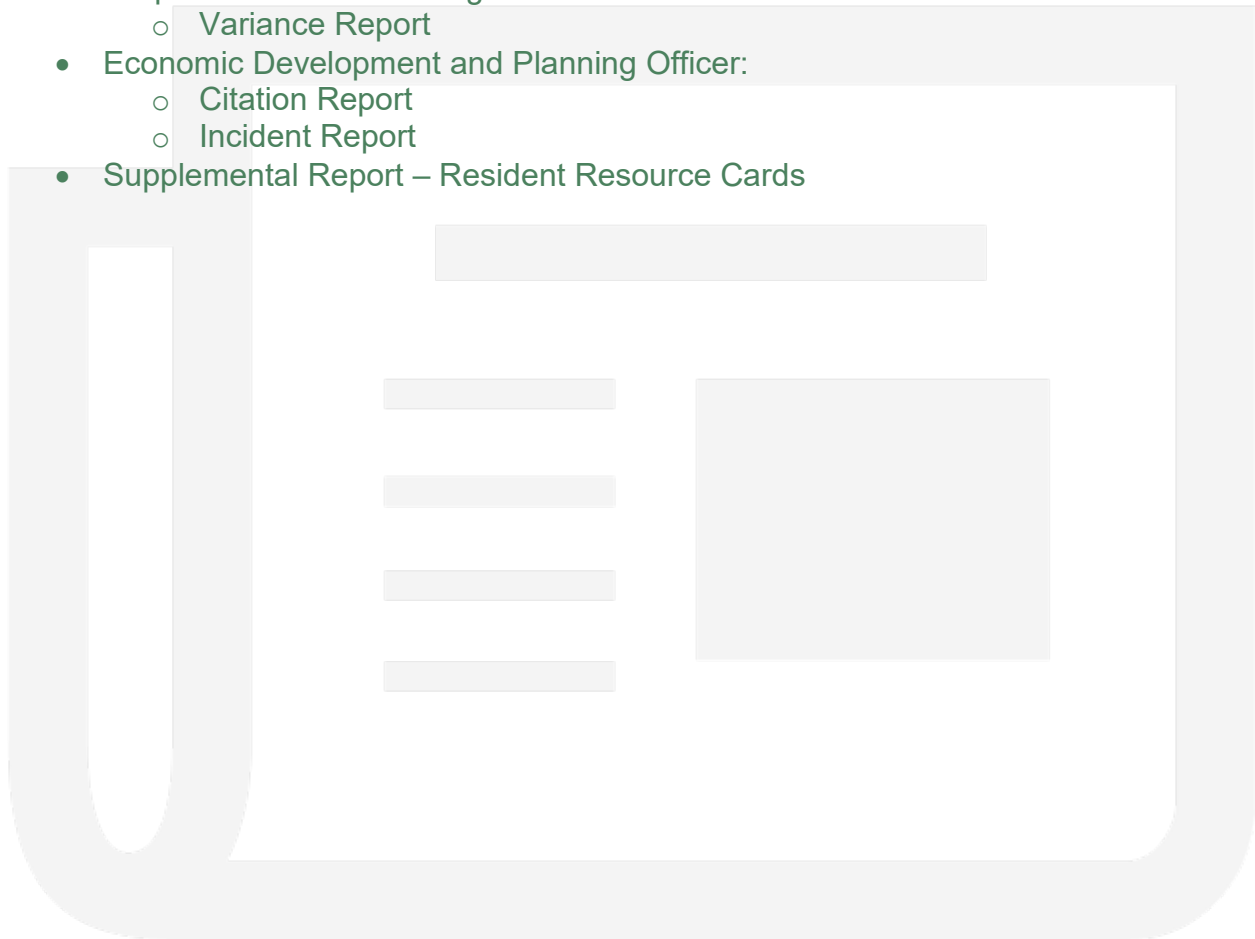 ○ Variance Report
• Economic Development and Planning Officer:
○ Citation Report
○ Incident Report
• Supplemental Report – Resident Resource Cards